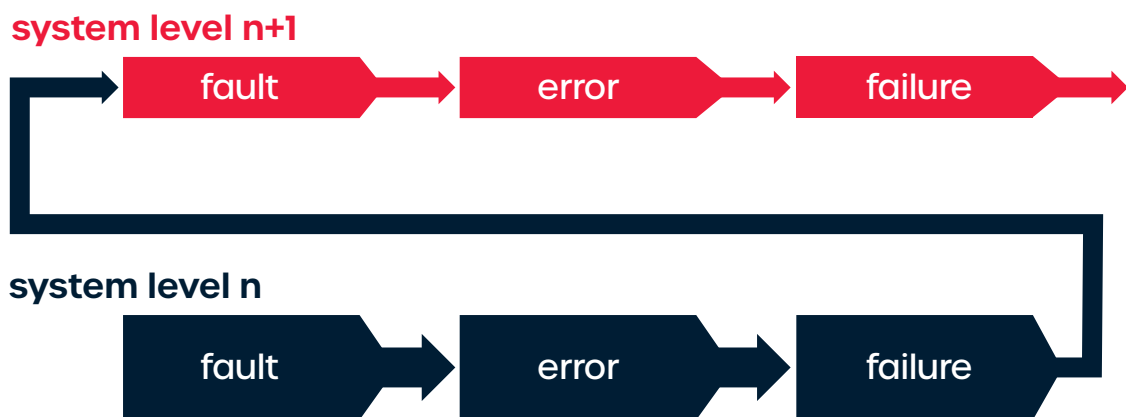 system level n+1
fault error failure
system level n
fault error failure